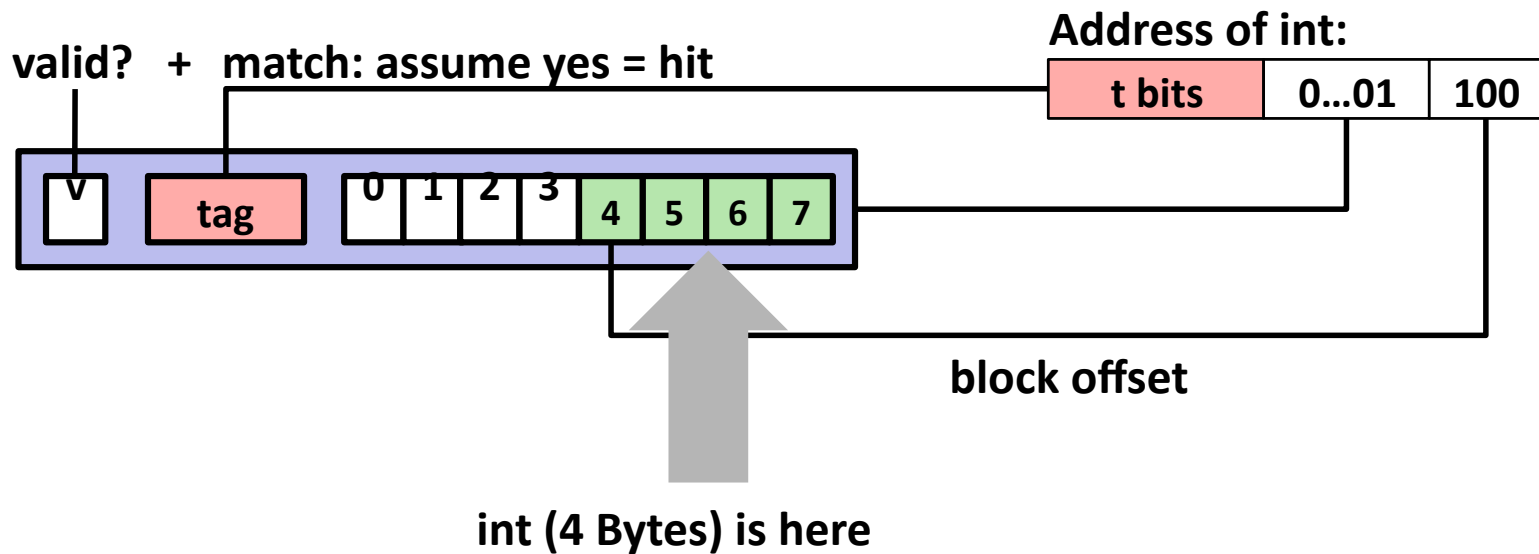 Address of int:
valid? + match: assume yes = hit
t bits 0...01 100
v tag 0 1 2 3 4 5 6 7
block offset
int (4 Bytes) is here